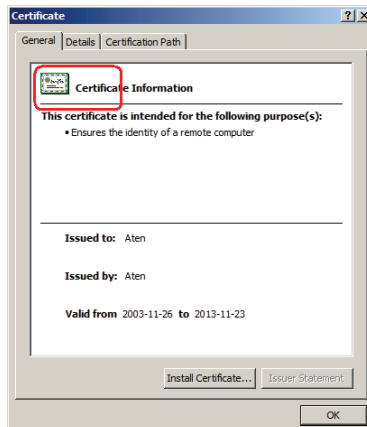 Certificate
General Details Certification Path
Certificate Information
This certificate is intended for the following purpose(s):
• Ensures the identity of a remote computer
Issued to: Aten
Issued by: Aten
Valid from 2003-11-26 to 2013-11-23
Install Certificate... Issuer Statement
OK